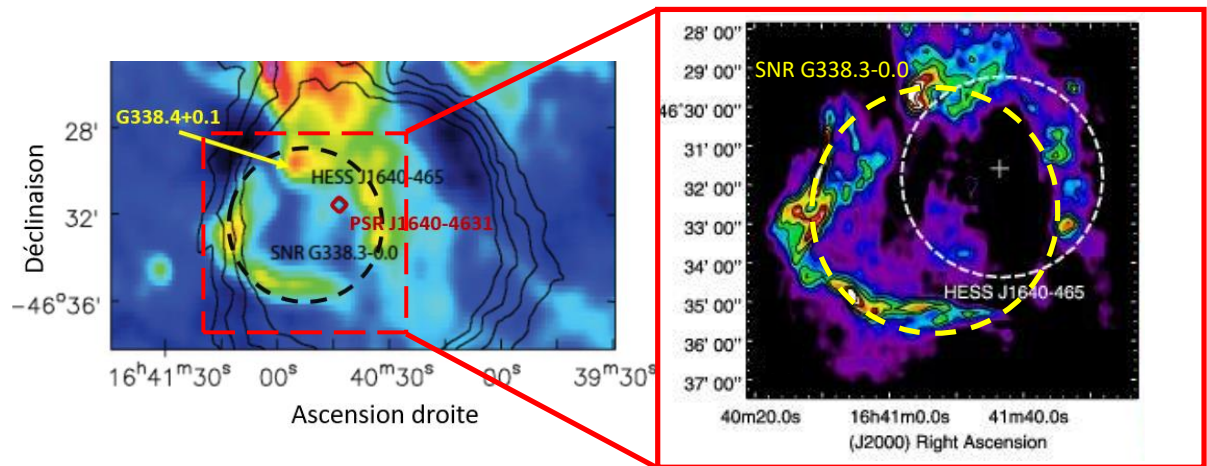 G338.4+0.1
28'
HESS J1640-465
32'
PSR J1640-4631
SNR G338.3-0.0
−46°36'
Déclinaison
16ʰ41ᵐ30ˢ 00ˢ 40ᵐ30ˢ 00ˢ 39ᵐ30ˢ
Ascension droite
28' 00"
SNR G338.3-0.0
29' 00"
46°30' 00"
31' 00"
32' 00"
33' 00"
34' 00"
HESS J1640-465
35' 00"
36' 00"
37' 00"
40m20.0s 16ʰ41m0.0s 41m40.0s
(J2000) Right Ascension